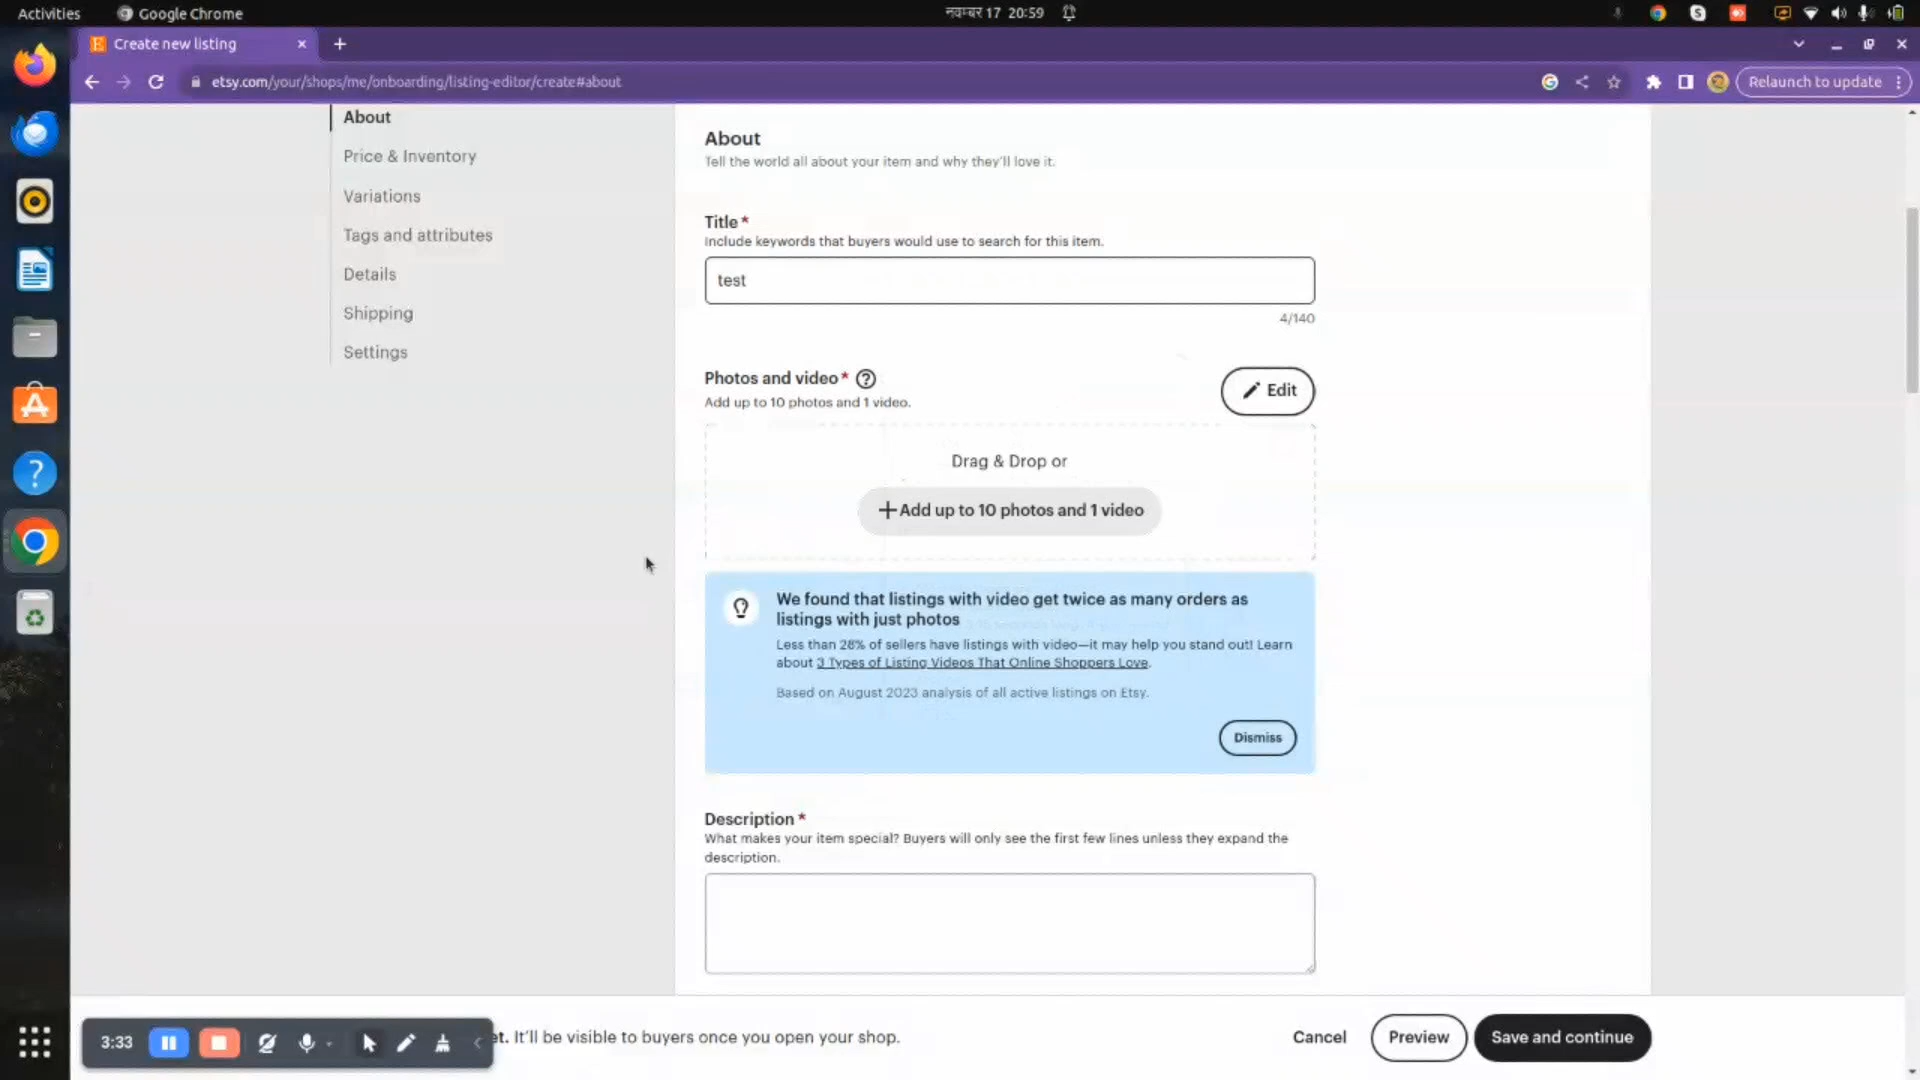 Activities
Google Chrome
नवम्बर 17 20:59
Create new listing
etsy.com/your/shops/me/onboarding/listing-editor/create#about
Relaunch to update
About
Price & Inventory
Variations
Tags and attributes
Details
Shipping
Settings
About
Tell the world all about your item and why they'll love it.
Title*
Include keywords that buyers would use to search for this item.
test
4/140
Photos and video*
Add up to 10 photos and 1 video.
Edit
Drag & Drop or
+Add up to 10 photos and 1 video
We found that listings with video get twice as many orders as
listings with just photos
Less than 28% of sellers have listings with video—it may help you stand out! Learn
about 3 Types of Listing Videos That Online Shoppers Love.
Based on August 2023 analysis of all active listings on Etsy.
Dismiss
Description *
What makes your item special? Buyers will only see the first few lines unless they expand the
description.
3:33
et. It'll be visible to buyers once you open your shop.
Cancel
Preview
Save and continue